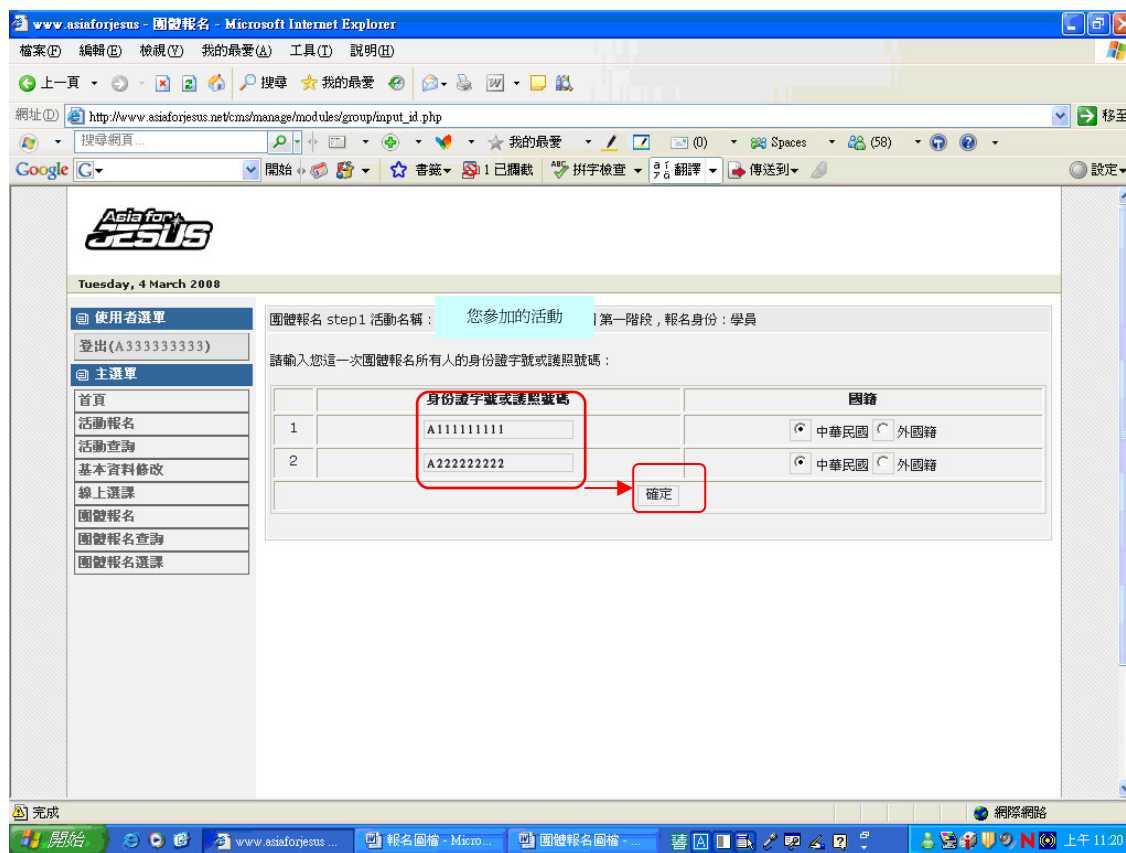 www.asiaforjesus - 團體報名 - Microsoft Internet Explorer
檔案(F) 編輯(E) 檢視(V) 我的最愛(A) 工具(T) 說明(H)
上一頁 搜尋 我的最愛
網址(D) http://www.asiaforjesus.net/cms/manage/modules/group/input_id.php 移至
搜尋網頁... 我的最愛 (0) Spaces (58)
Google G 開始 書籤 1 已攔截 ABC 拼字檢查 翻譯 傳送到 設定
Asia for JESUS
Tuesday, 4 March 2008
使用者選單
登出(A333333333)
主選單
首頁
活動報名
活動查詢
基本資料修改
線上選課
團體報名
團體報名查詢
團體報名選課
團體報名 step1 活動名稱： 您參加的活動 第一階段 , 報名身份：學員
請輸入您這一次團體報名所有人的身份證字號或護照號碼：
身份證字號或護照號碼 國籍
1 A111111111 中華民國 外國籍
2 A222222222 中華民國 外國籍
確定
完成 網際網路
開始 www.asiaforjesus ... 報名圖檔 - Micro... 團體報名圖檔 - ... 上午 11:20